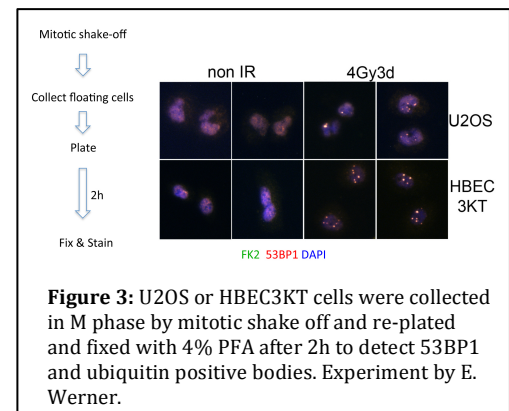 Mitotic shake-off
Collect floating cells
Plate
2h
Fix & Stain
non IR
4Gy3d
U2OS
HBEC
3KT
FK2 53BP1 DAPI
Figure 3: U2OS or HBEC3KT cells were collected
in M phase by mitotic shake off and re-plated
and fixed with 4% PFA after 2h to detect 53BP1
and ubiquitin positive bodies. Experiment by E.
Werner.